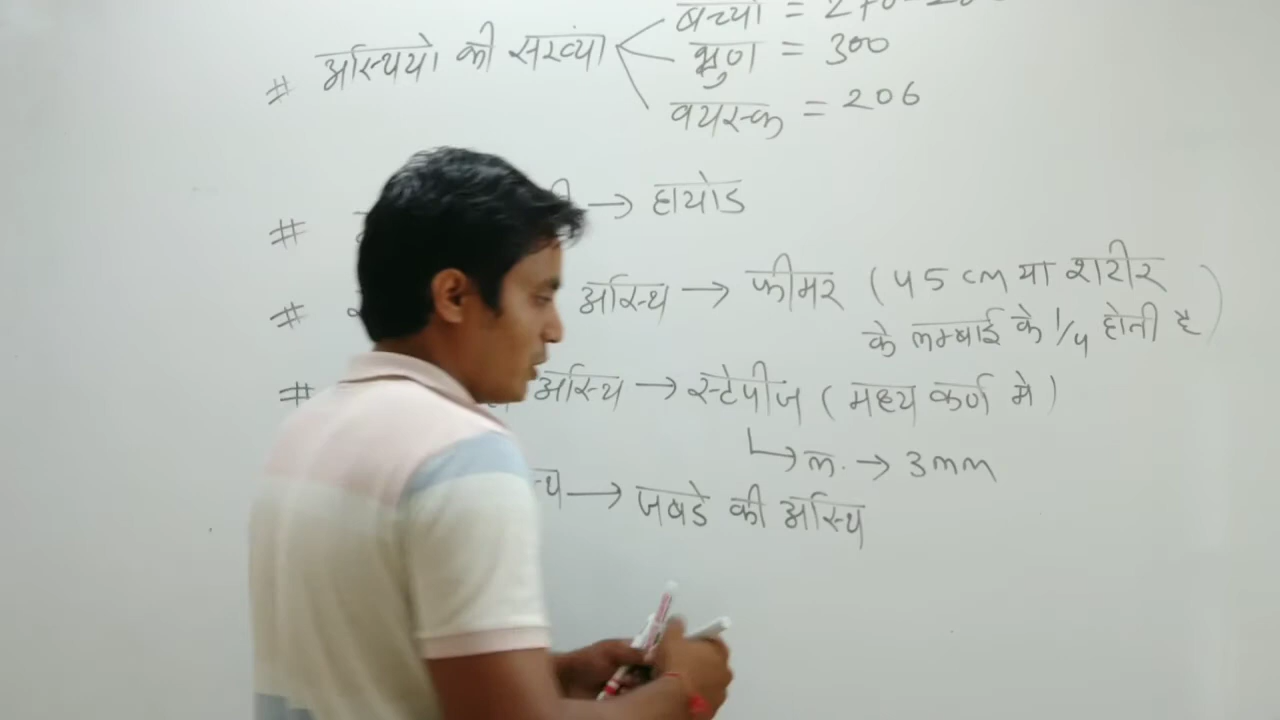 # अस्थियो की सख्या
बच्चो = 270
भ्रुण = 300
वयस्क = 206
# → हायोड
# अस्थि → फीमर (45 cm या शरीर
के लम्बाई के 1/4 होती है)
# अस्थि → स्टेपीज (मध्य कर्ण मे)
↳ ल. → 3mm
→ जबडे की अस्थि